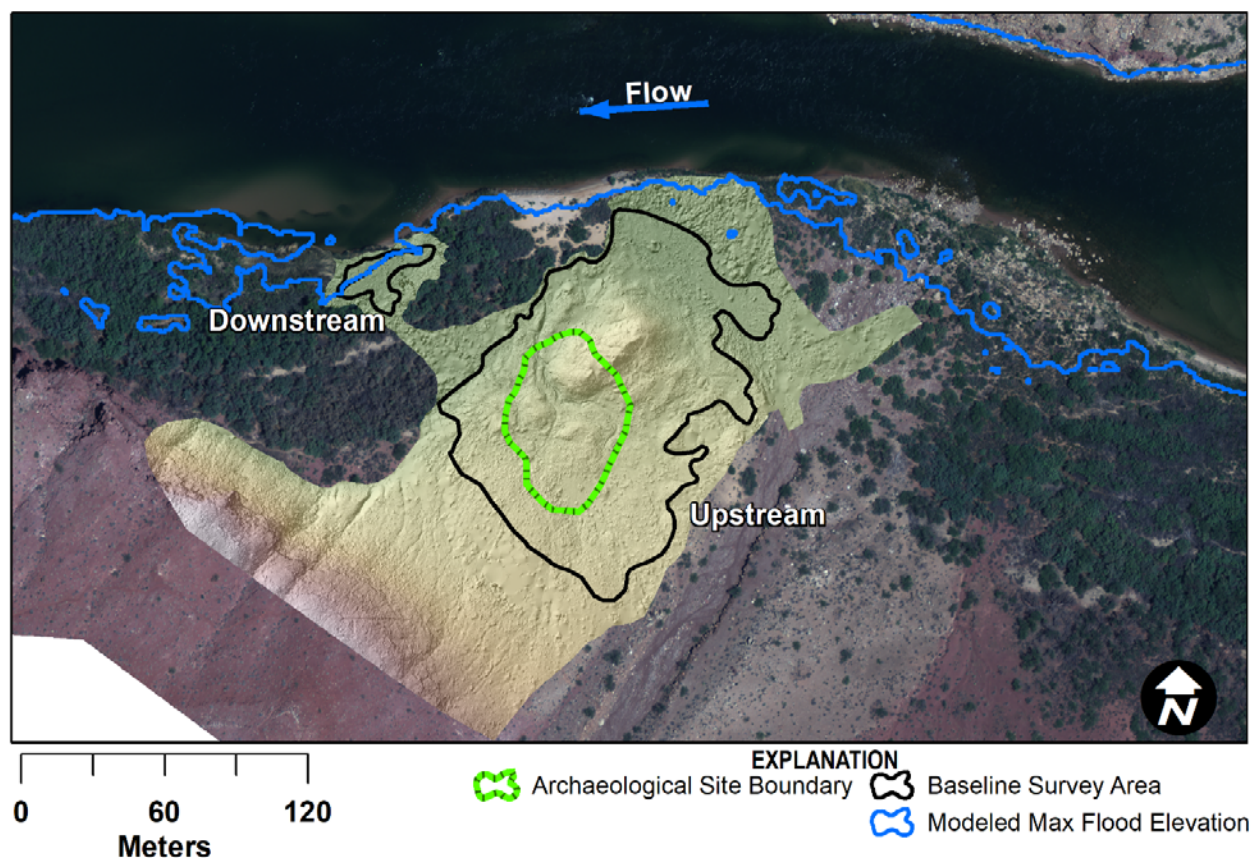 Flow
Downstream
Upstream
N
EXPLANATION
Archaeological Site Boundary
Baseline Survey Area
Modeled Max Flood Elevation
0 60 120
Meters